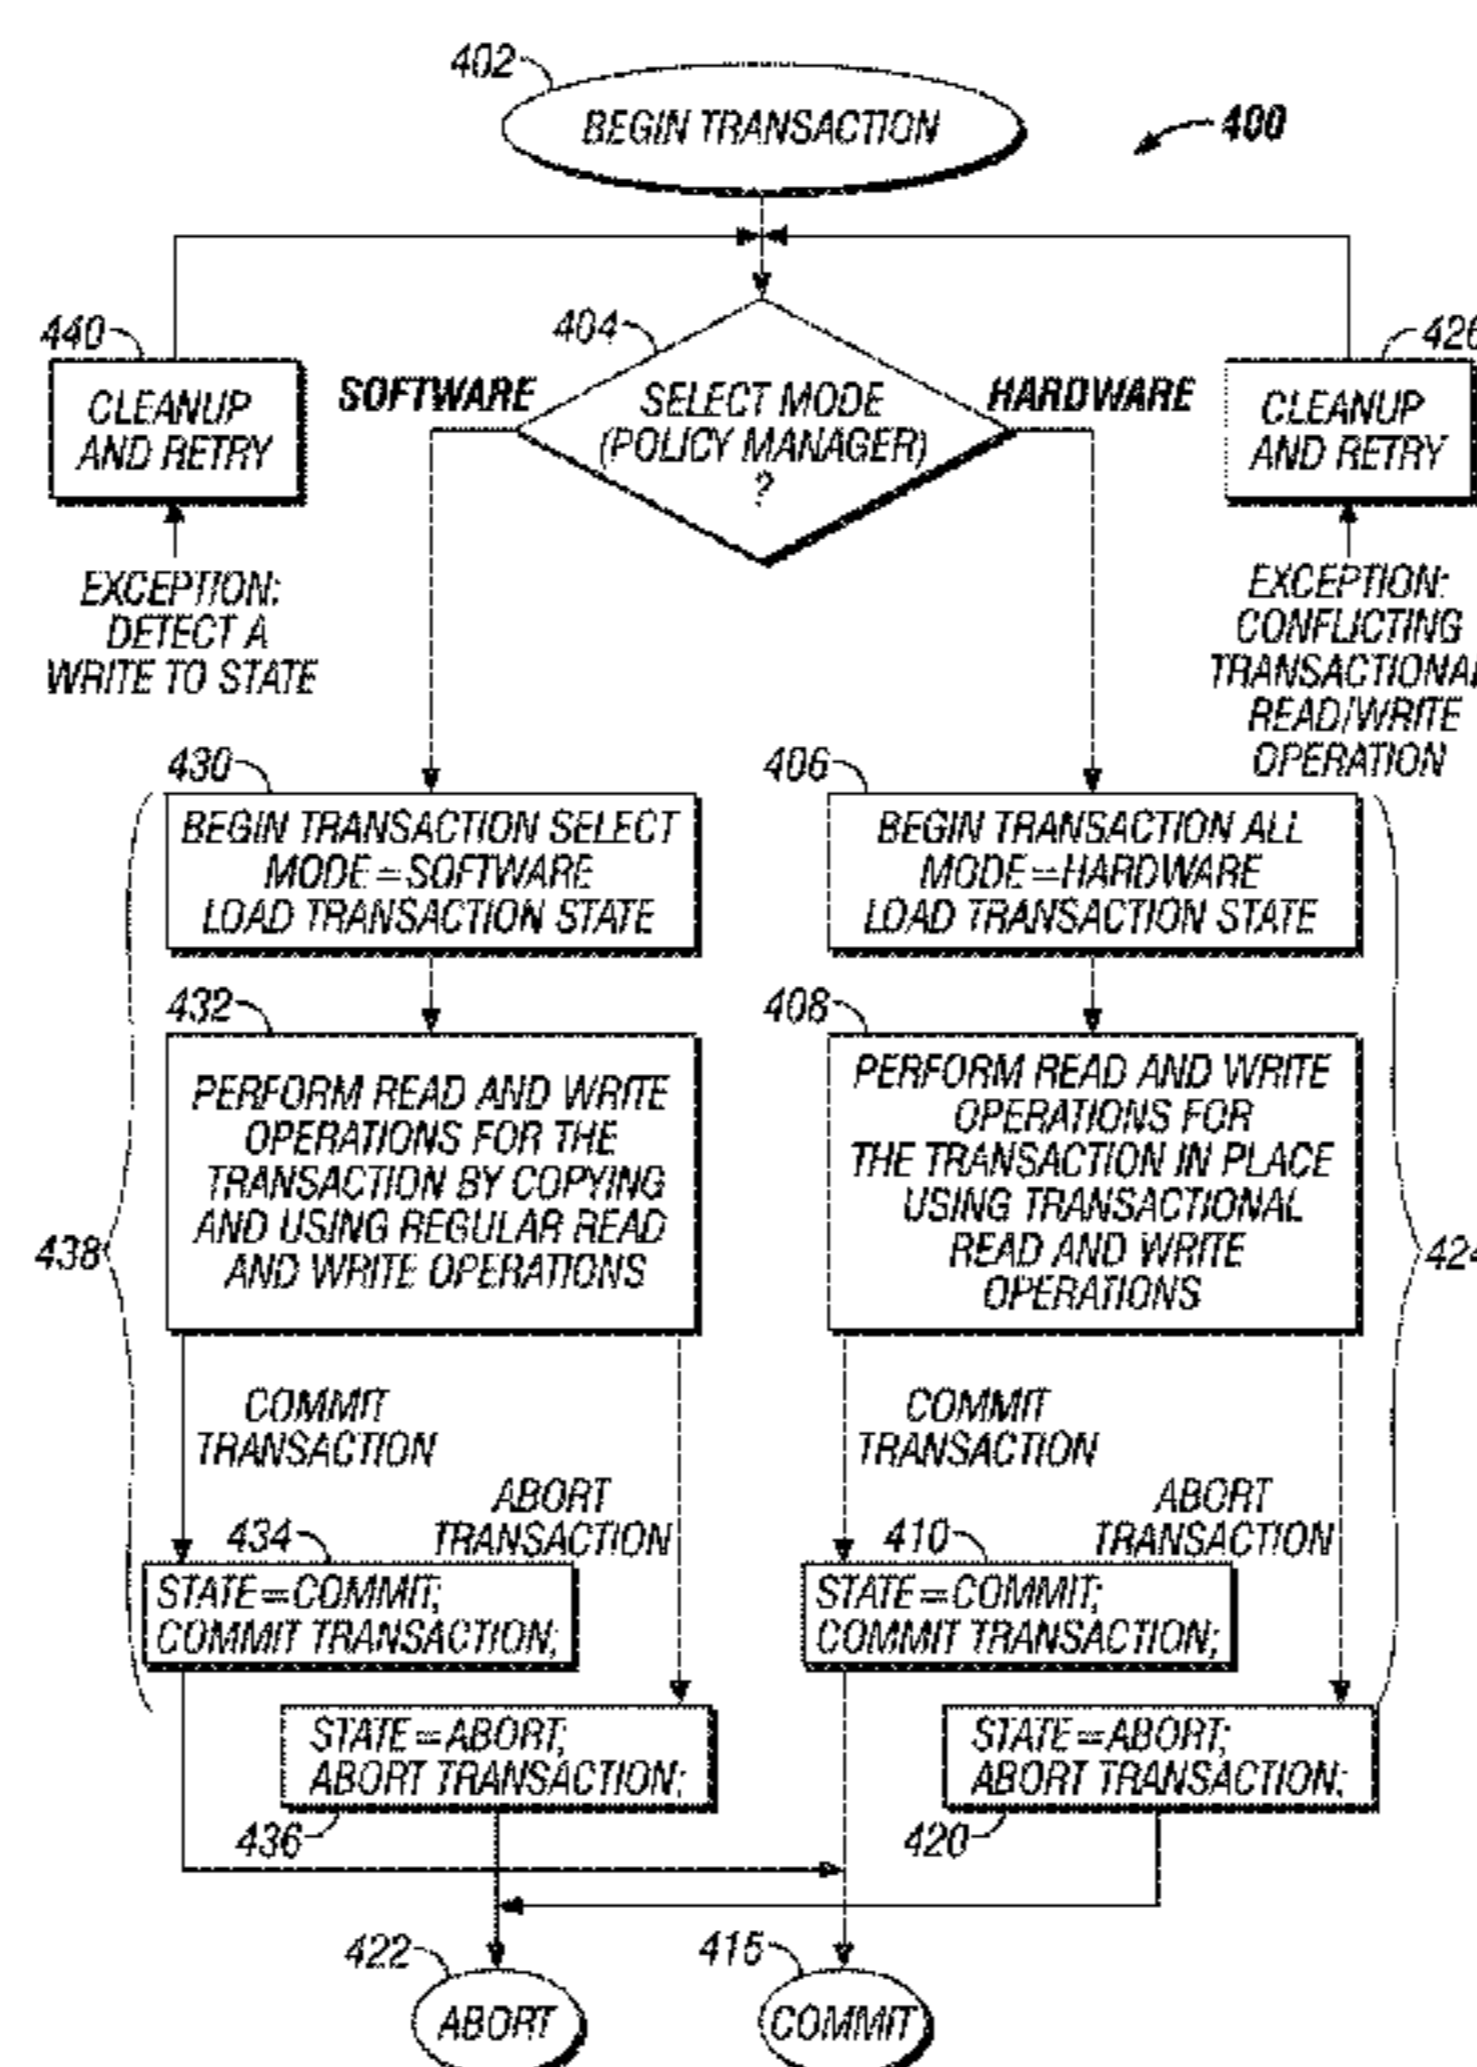 402
BEGIN TRANSACTION
400
440
CLEANUP
AND RETRY
EXCEPTION:
DETECT A
WRITE TO STATE
404
SOFTWARE
SELECT MODE
(POLICY MANAGER)
?
HARDWARE
426
CLEANUP
AND RETRY
EXCEPTION:
CONFLICTING
TRANSACTIONAL
READ/WRITE
OPERATION
430
BEGIN TRANSACTION SELECT
MODE=SOFTWARE
LOAD TRANSACTION STATE
406
BEGIN TRANSACTION ALL
MODE=HARDWARE
LOAD TRANSACTION STATE
432
PERFORM READ AND WRITE
OPERATIONS FOR THE
TRANSACTION BY COPYING
AND USING REGULAR READ
AND WRITE OPERATIONS
408
PERFORM READ AND WRITE
OPERATIONS FOR
THE TRANSACTION IN PLACE
USING TRANSACTIONAL
READ AND WRITE
OPERATIONS
438
424
COMMIT
TRANSACTION
ABORT
TRANSACTION
434
STATE=COMMIT;
COMMIT TRANSACTION;
STATE=ABORT;
ABORT TRANSACTION;
436
COMMIT
TRANSACTION
ABORT
TRANSACTION
410
STATE=COMMIT;
COMMIT TRANSACTION;
STATE=ABORT;
ABORT TRANSACTION;
420
422
ABORT
415
COMMIT